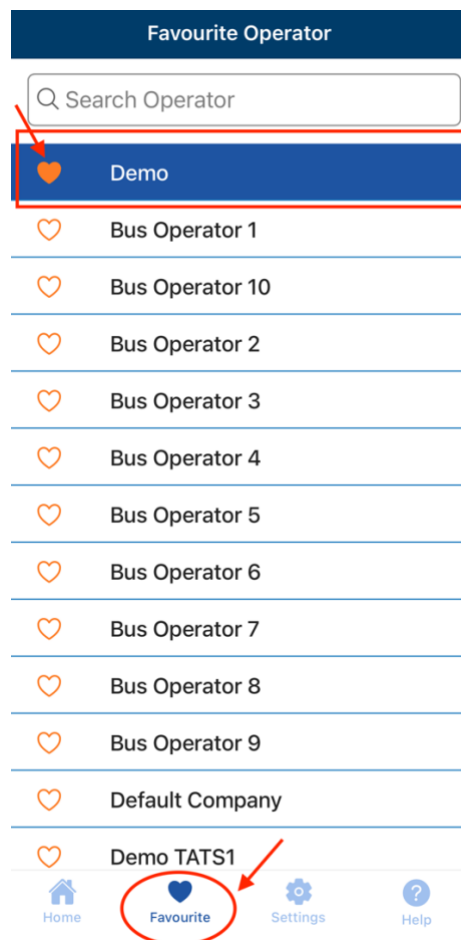 Favourite Operator
Search Operator
Demo
Bus Operator 1
Bus Operator 10
Bus Operator 2
Bus Operator 3
Bus Operator 4
Bus Operator 5
Bus Operator 6
Bus Operator 7
Bus Operator 8
Bus Operator 9
Default Company
Demo TATS1
Home Favourite Settings Help